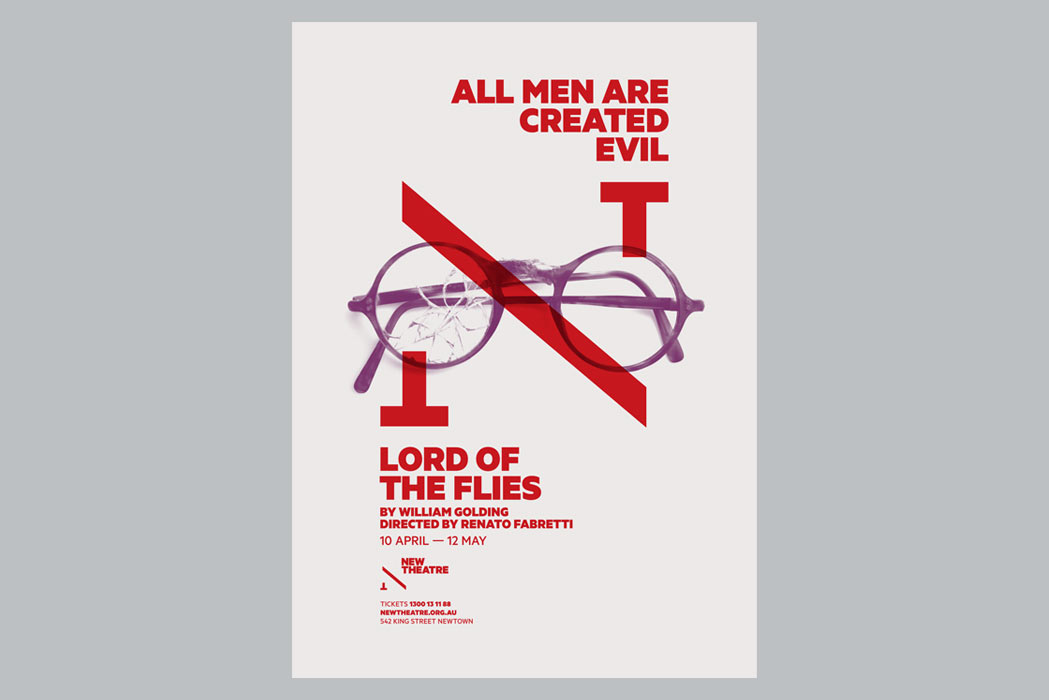 ALL MEN ARE
CREATED
EVIL
LORD OF
THE FLIES
BY WILLIAM GOLDING
DIRECTED BY RENATO FABRETTI
10 APRIL — 12 MAY
NEW
THEATRE
TICKETS 1300 13 11 88
NEWTHEATRE.ORG.AU
542 KING STREET NEWTOWN